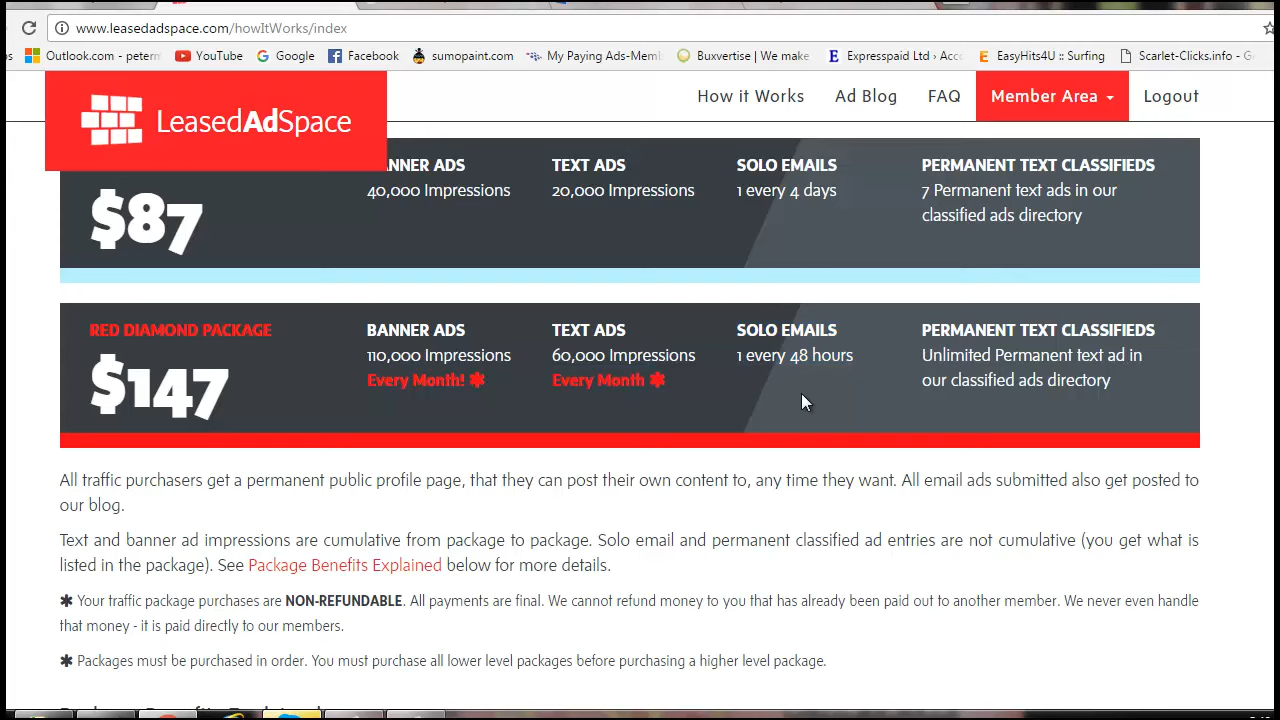 www.leasedadspace.com/howItWorks/index
Outlook.com - peterm YouTube Google Facebook sumopaint.com My Paying Ads-Memb Buxvertise | We make Expresspaid Ltd › Acc EasyHits4U :: Surfing Scarlet-Clicks.info - G
LeasedAdSpace
How it Works Ad Blog FAQ Member Area Logout
ANNER ADS TEXT ADS SOLO EMAILS PERMANENT TEXT CLASSIFIEDS
40,000 Impressions 20,000 Impressions 1 every 4 days 7 Permanent text ads in our
classified ads directory
$87
RED DIAMOND PACKAGE BANNER ADS TEXT ADS SOLO EMAILS PERMANENT TEXT CLASSIFIEDS
110,000 Impressions 60,000 Impressions 1 every 48 hours Unlimited Permanent text ad in
$147 Every Month! ✱ Every Month ✱ our classified ads directory
All traffic purchasers get a permanent public profile page, that they can post their own content to, any time they want. All email ads submitted also get posted to
our blog.
Text and banner ad impressions are cumulative from package to package. Solo email and permanent classified ad entries are not cumulative (you get what is
listed in the package). See Package Benefits Explained below for more details.
✱ Your traffic package purchases are NON-REFUNDABLE. All payments are final. We cannot refund money to you that has already been paid out to another member. We never even handle
that money - it is paid directly to our members.
✱ Packages must be purchased in order. You must purchase all lower level packages before purchasing a higher level package.